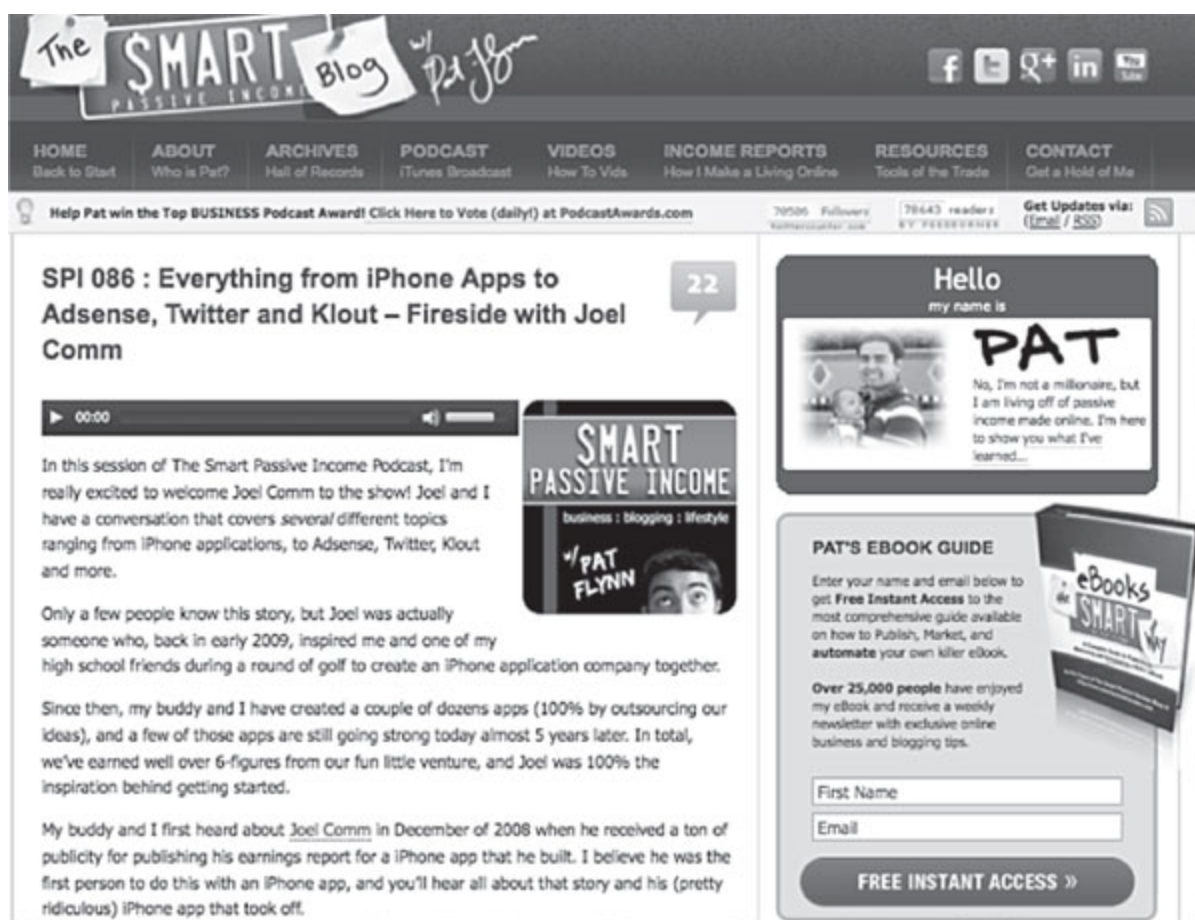 The
$MART
PASSIVE INCOME
Blog
w/ Pat Flynn
HOME
Back to Start
ABOUT
Who is Pat?
ARCHIVES
Hall of Records
PODCAST
iTunes Broadcast
VIDEOS
How To Vids
INCOME REPORTS
How I Make a Living Online
RESOURCES
Tools of the Trade
CONTACT
Get a Hold of Me
Help Pat win the Top BUSINESS Podcast Award! Click Here to Vote (daily!) at PodcastAwards.com
70505 Followers
twittercounter.com
78643 readers
BY FEEDBURNER
Get Updates via:
(Email / RSS)
SPI 086 : Everything from iPhone Apps to
Adsense, Twitter and Klout – Fireside with Joel
Comm
22
00:00
In this session of The Smart Passive Income Podcast, I'm
really excited to welcome Joel Comm to the show! Joel and I
have a conversation that covers several different topics
ranging from iPhone applications, to Adsense, Twitter, Klout
and more.
Only a few people know this story, but Joel was actually
someone who, back in early 2009, inspired me and one of my
high school friends during a round of golf to create an iPhone application company together.
Since then, my buddy and I have created a couple of dozens apps (100% by outsourcing our
ideas), and a few of those apps are still going strong today almost 5 years later. In total,
we've earned well over 6-figures from our fun little venture, and Joel was 100% the
inspiration behind getting started.
My buddy and I first heard about Joel Comm in December of 2008 when he received a ton of
publicity for publishing his earnings report for a iPhone app that he built. I believe he was the
first person to do this with an iPhone app, and you'll hear all about that story and his (pretty
ridiculous) iPhone app that took off.
$MART
PASSIVE INCOME
business : blogging : lifestyle
w/ PAT
FLYNN
Hello
my name is
PAT
No, I'm not a millionaire, but
I am living off of passive
income made online. I'm here
to show you what I've
learned...
PAT'S EBOOK GUIDE
Enter your name and email below to
get Free Instant Access to the
most comprehensive guide available
on how to Publish, Market, and
automate your own killer eBook.
Over 25,000 people have enjoyed
my eBook and receive a weekly
newsletter with exclusive online
business and blogging tips.
eBooks
the
SMART
Way
First Name
Email
FREE INSTANT ACCESS »